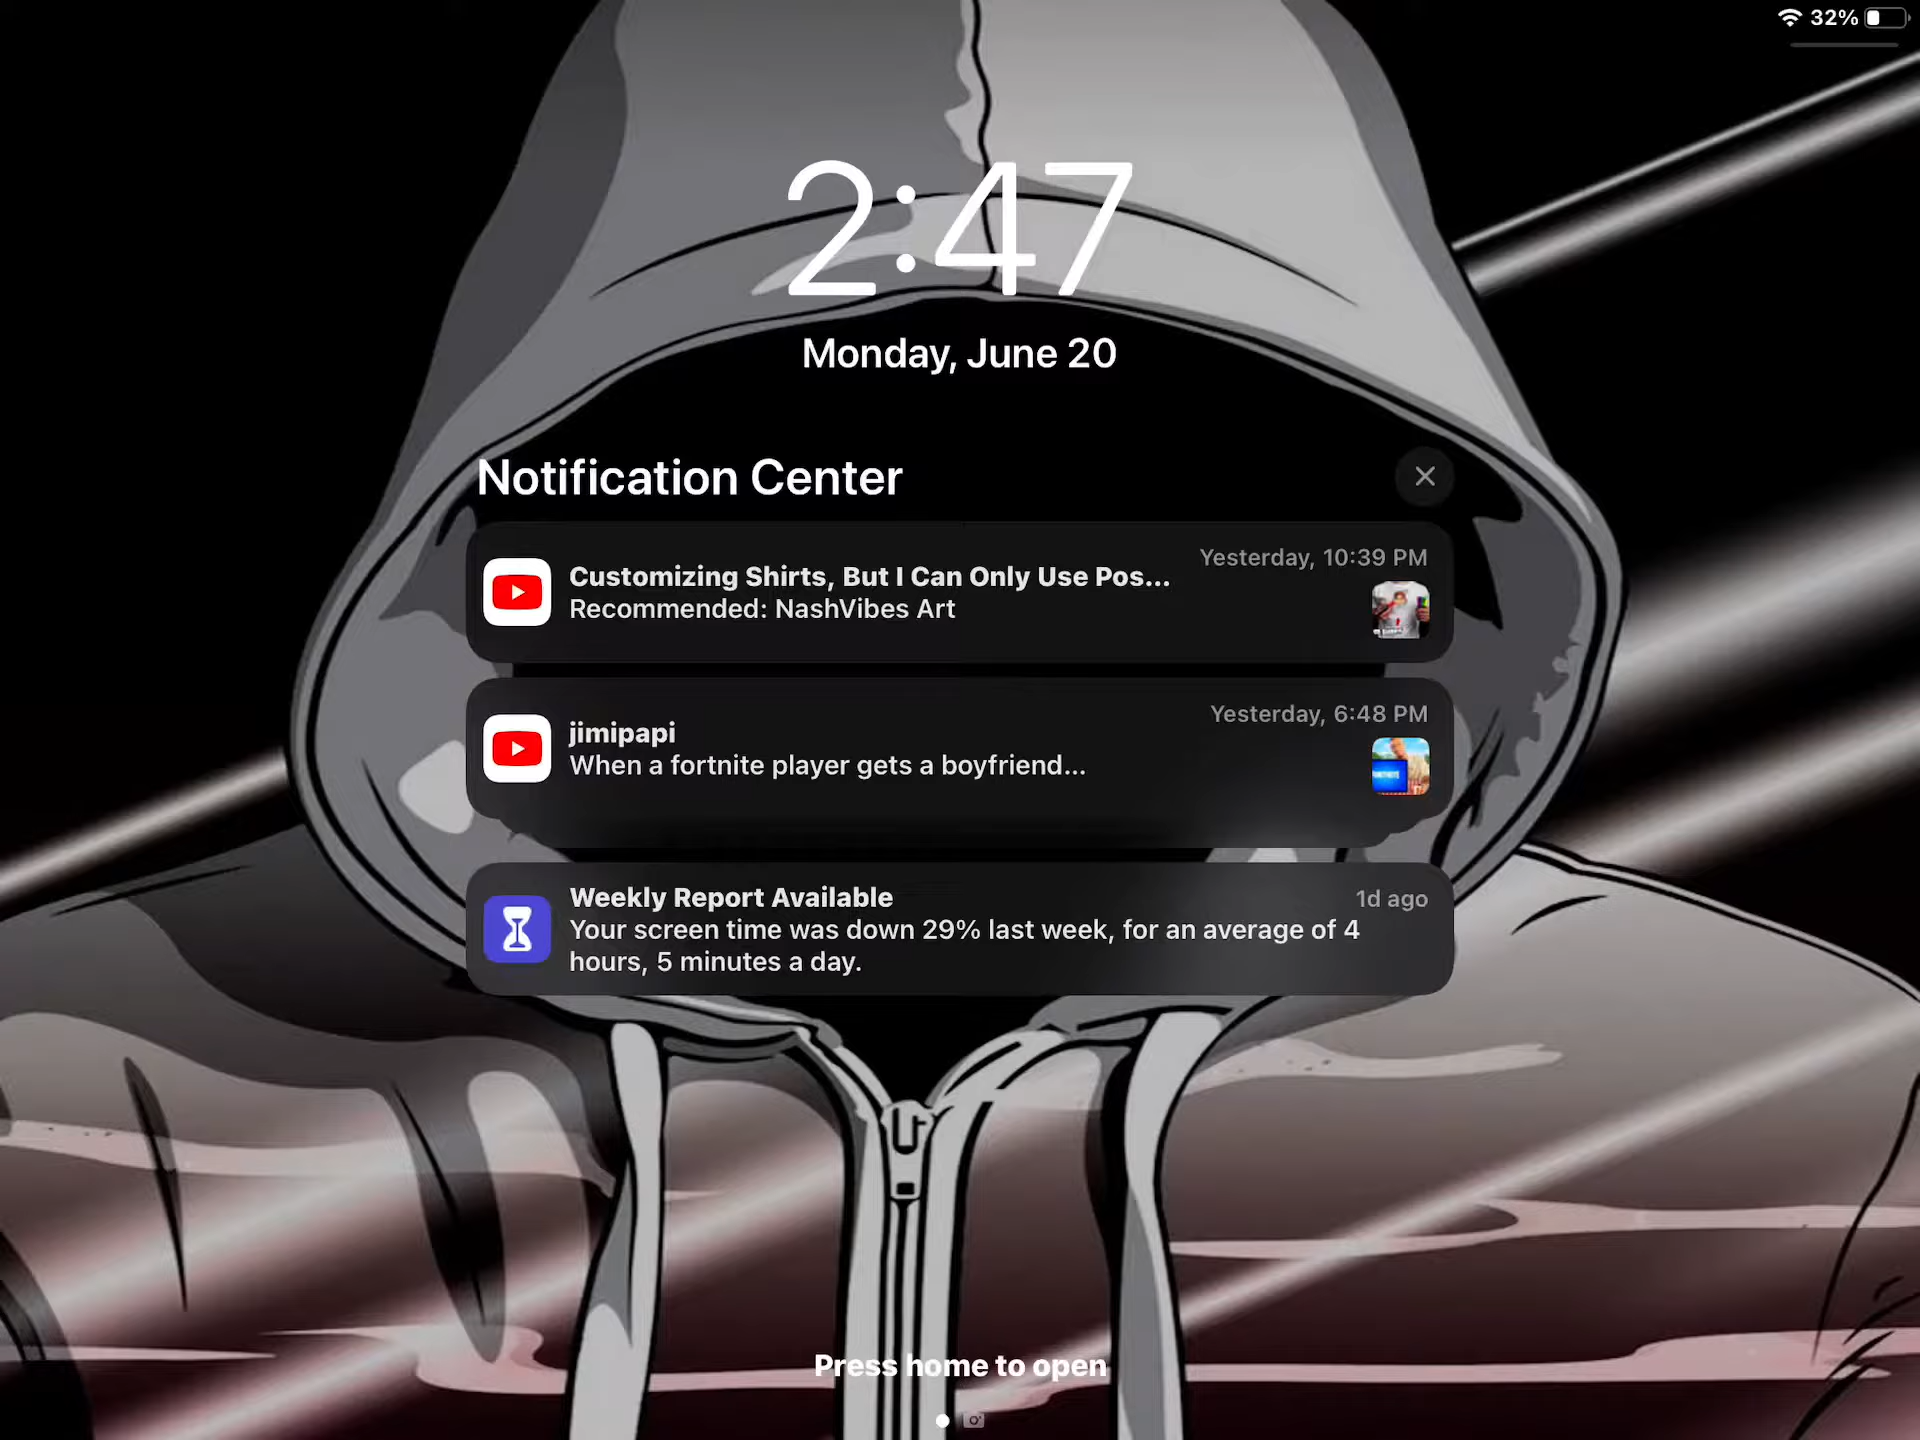 32%
2:47
Monday, June 20
Notification Center
Yesterday, 10:39 PM
Customizing Shirts, But I Can Only Use Pos...
Recommended: NashVibes Art
Yesterday, 6:48 PM
jimipapi
When a fortnite player gets a boyfriend...
Weekly Report Available
1d ago
Your screen time was down 29% last week, for an average of 4
hours, 5 minutes a day.
Press home to open